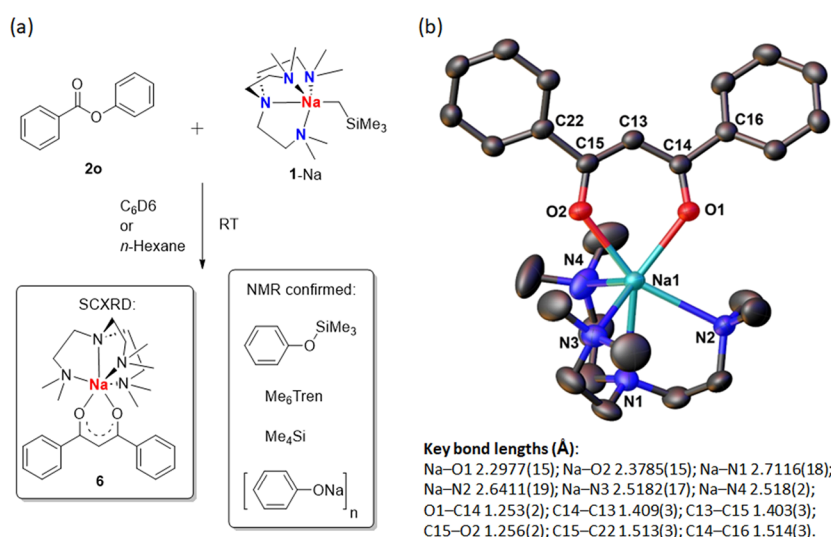 (a)
O
O
2o
+
N
N
N
N
Na
SiMe3
1-Na
C6D6
or
n-Hexane
RT
SCXRD:
N
N
N
N
Na
O
O
6
NMR confirmed:
SiMe3
O
Me6Tren
Me4Si
[ONa]n
(b)
C22
C13
C16
C15
C14
O2
O1
N4
Na1
N3
N2
N1
Key bond lengths (Å):
Na–O1 2.2977(15); Na–O2 2.3785(15); Na–N1 2.7116(18);
Na–N2 2.6411(19); Na–N3 2.5182(17); Na–N4 2.518(2);
O1–C14 1.253(2); C14–C13 1.409(3); C13–C15 1.403(3);
C15–O2 1.256(2); C15–C22 1.513(3); C14–C16 1.514(3).